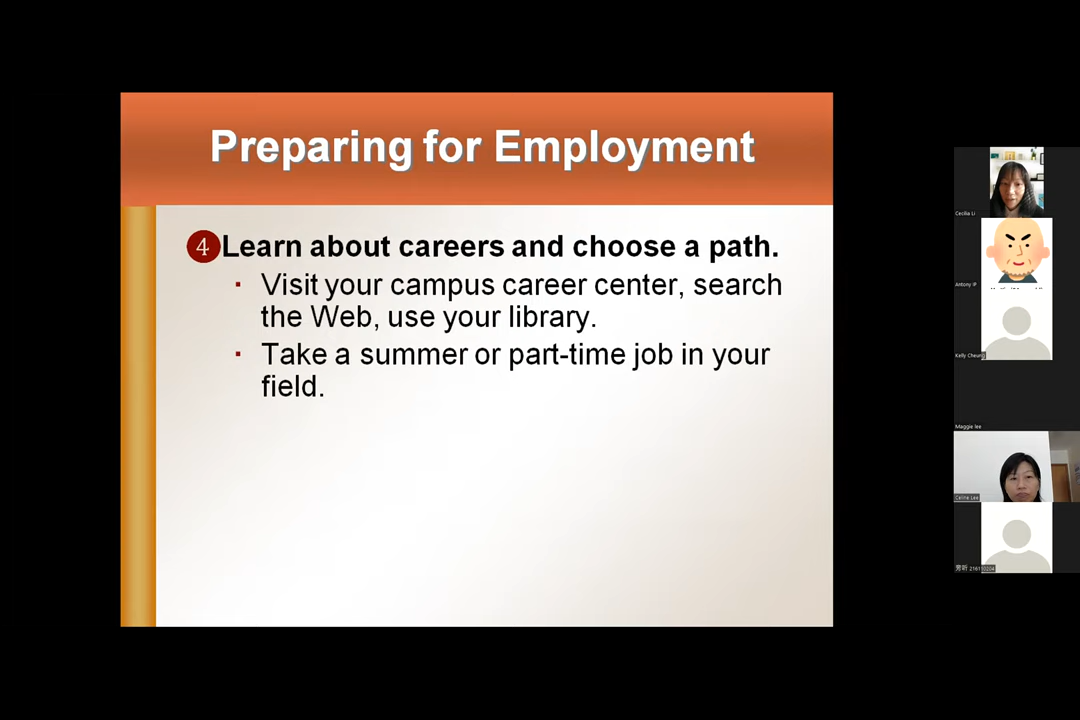 Preparing for Employment
4 Learn about careers and choose a path.
▪ Visit your campus career center, search
the Web, use your library.
▪ Take a summer or part-time job in your
field.
Cecilia Li
Antony IP
Kelly Cheung
Maggie lee
Carina Lee